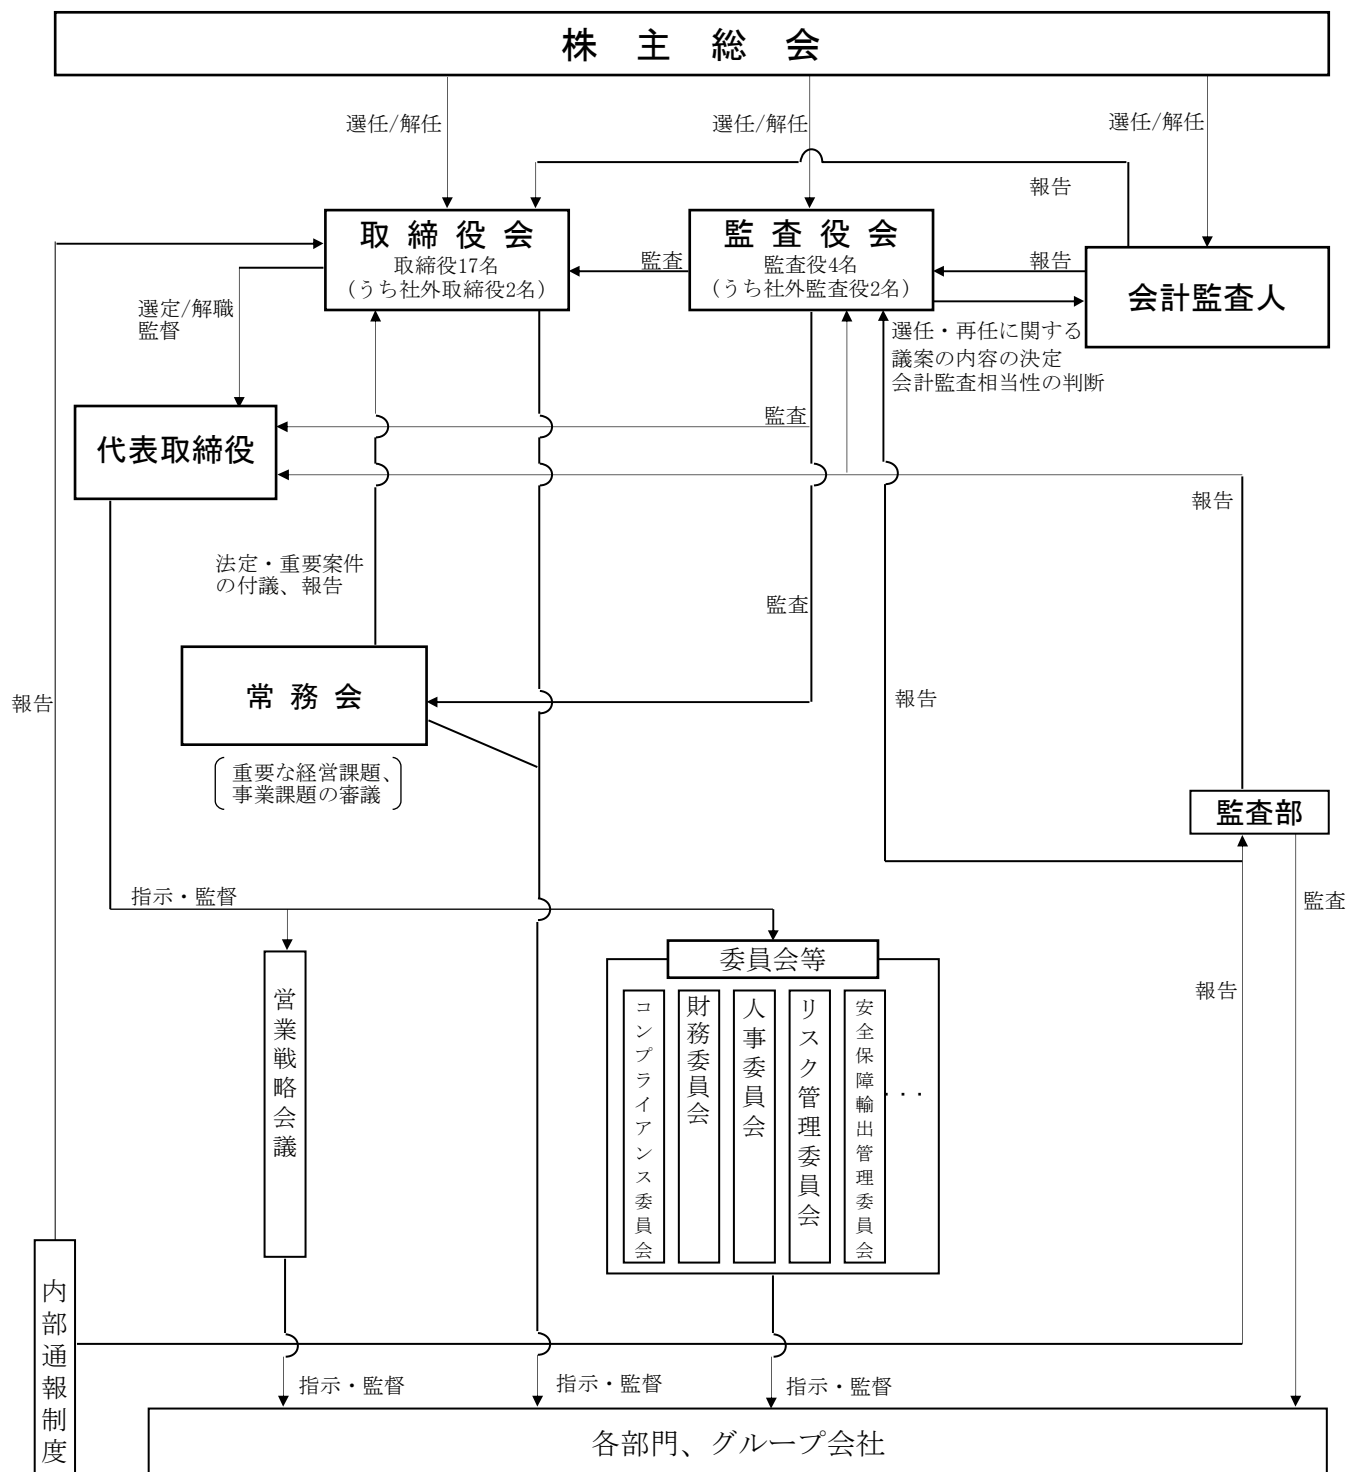 株主総会
選任/解任
選任/解任
選任/解任
報告
取締役会
取締役17名
（うち社外取締役2名）
監査
監査役会
監査役4名
（うち社外監査役2名）
報告
会計監査人
選定/解職
監督
選任・再任に関する
議案の内容の決定
会計監査相当性の判断
代表取締役
監査
報告
法定・重要案件
の付議、報告
監査
常務会
報告
報告
重要な経営課題、
事業課題の審議
監査部
指示・監督
監査
委員会等
営業戦略会議
コンプライアンス委員会
財務委員会
人事委員会
リスク管理委員会
安全保障輸出管理委員会
・・・
報告
内部通報制度
指示・監督
指示・監督
指示・監督
各部門、グループ会社